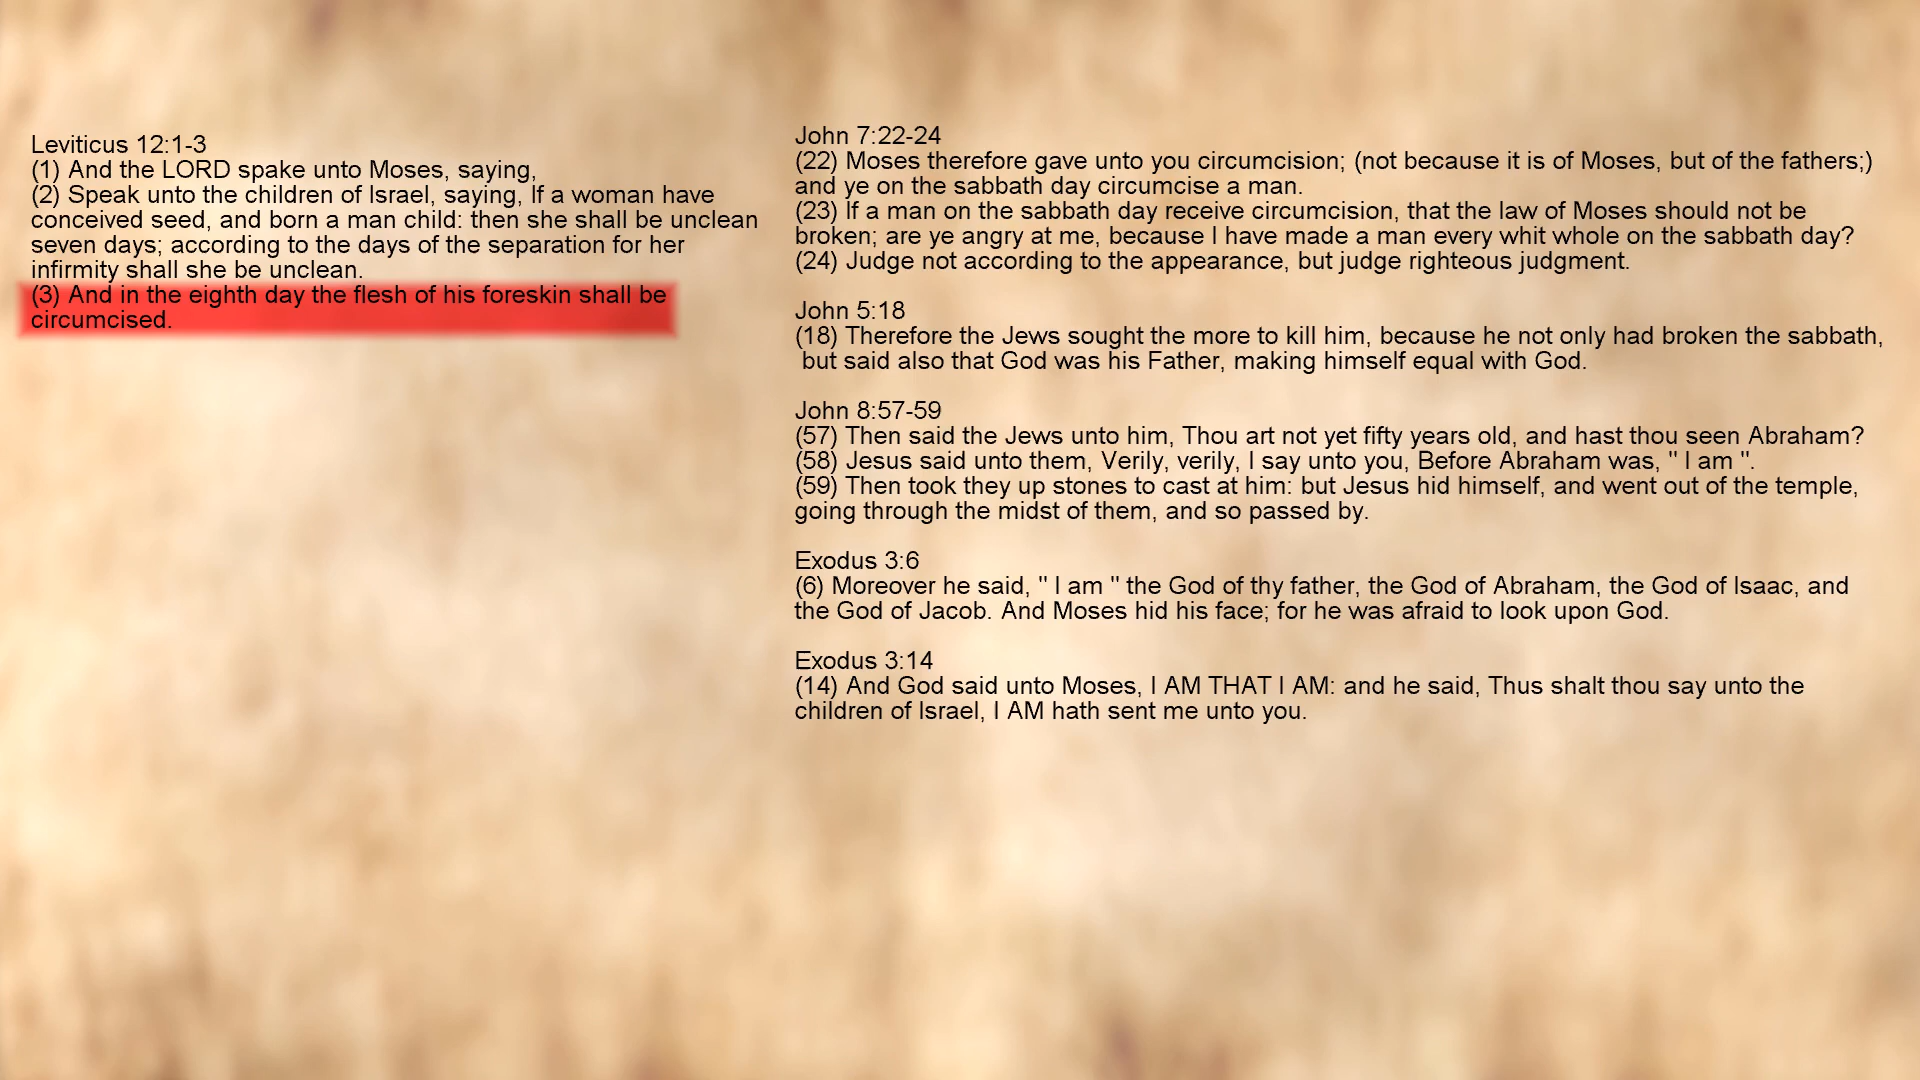 Leviticus 12:1-3
(1) And the LORD spake unto Moses, saying,
(2) Speak unto the children of Israel, saying, If a woman have
conceived seed, and born a man child: then she shall be unclean
seven days; according to the days of the separation for her
infirmity shall she be unclean.
(3) And in the eighth day the flesh of his foreskin shall be
circumcised.
John 7:22-24
(22) Moses therefore gave unto you circumcision; (not because it is of Moses, but of the fathers;)
and ye on the sabbath day circumcise a man.
(23) If a man on the sabbath day receive circumcision, that the law of Moses should not be
broken; are ye angry at me, because I have made a man every whit whole on the sabbath day?
(24) Judge not according to the appearance, but judge righteous judgment.
John 5:18
(18) Therefore the Jews sought the more to kill him, because he not only had broken the sabbath,
but said also that God was his Father, making himself equal with God.
John 8:57-59
(57) Then said the Jews unto him, Thou art not yet fifty years old, and hast thou seen Abraham?
(58) Jesus said unto them, Verily, verily, I say unto you, Before Abraham was, " I am ".
(59) Then took they up stones to cast at him: but Jesus hid himself, and went out of the temple,
going through the midst of them, and so passed by.
Exodus 3:6
(6) Moreover he said, " I am " the God of thy father, the God of Abraham, the God of Isaac, and
the God of Jacob. And Moses hid his face; for he was afraid to look upon God.
Exodus 3:14
(14) And God said unto Moses, I AM THAT I AM: and he said, Thus shalt thou say unto the
children of Israel, I AM hath sent me unto you.